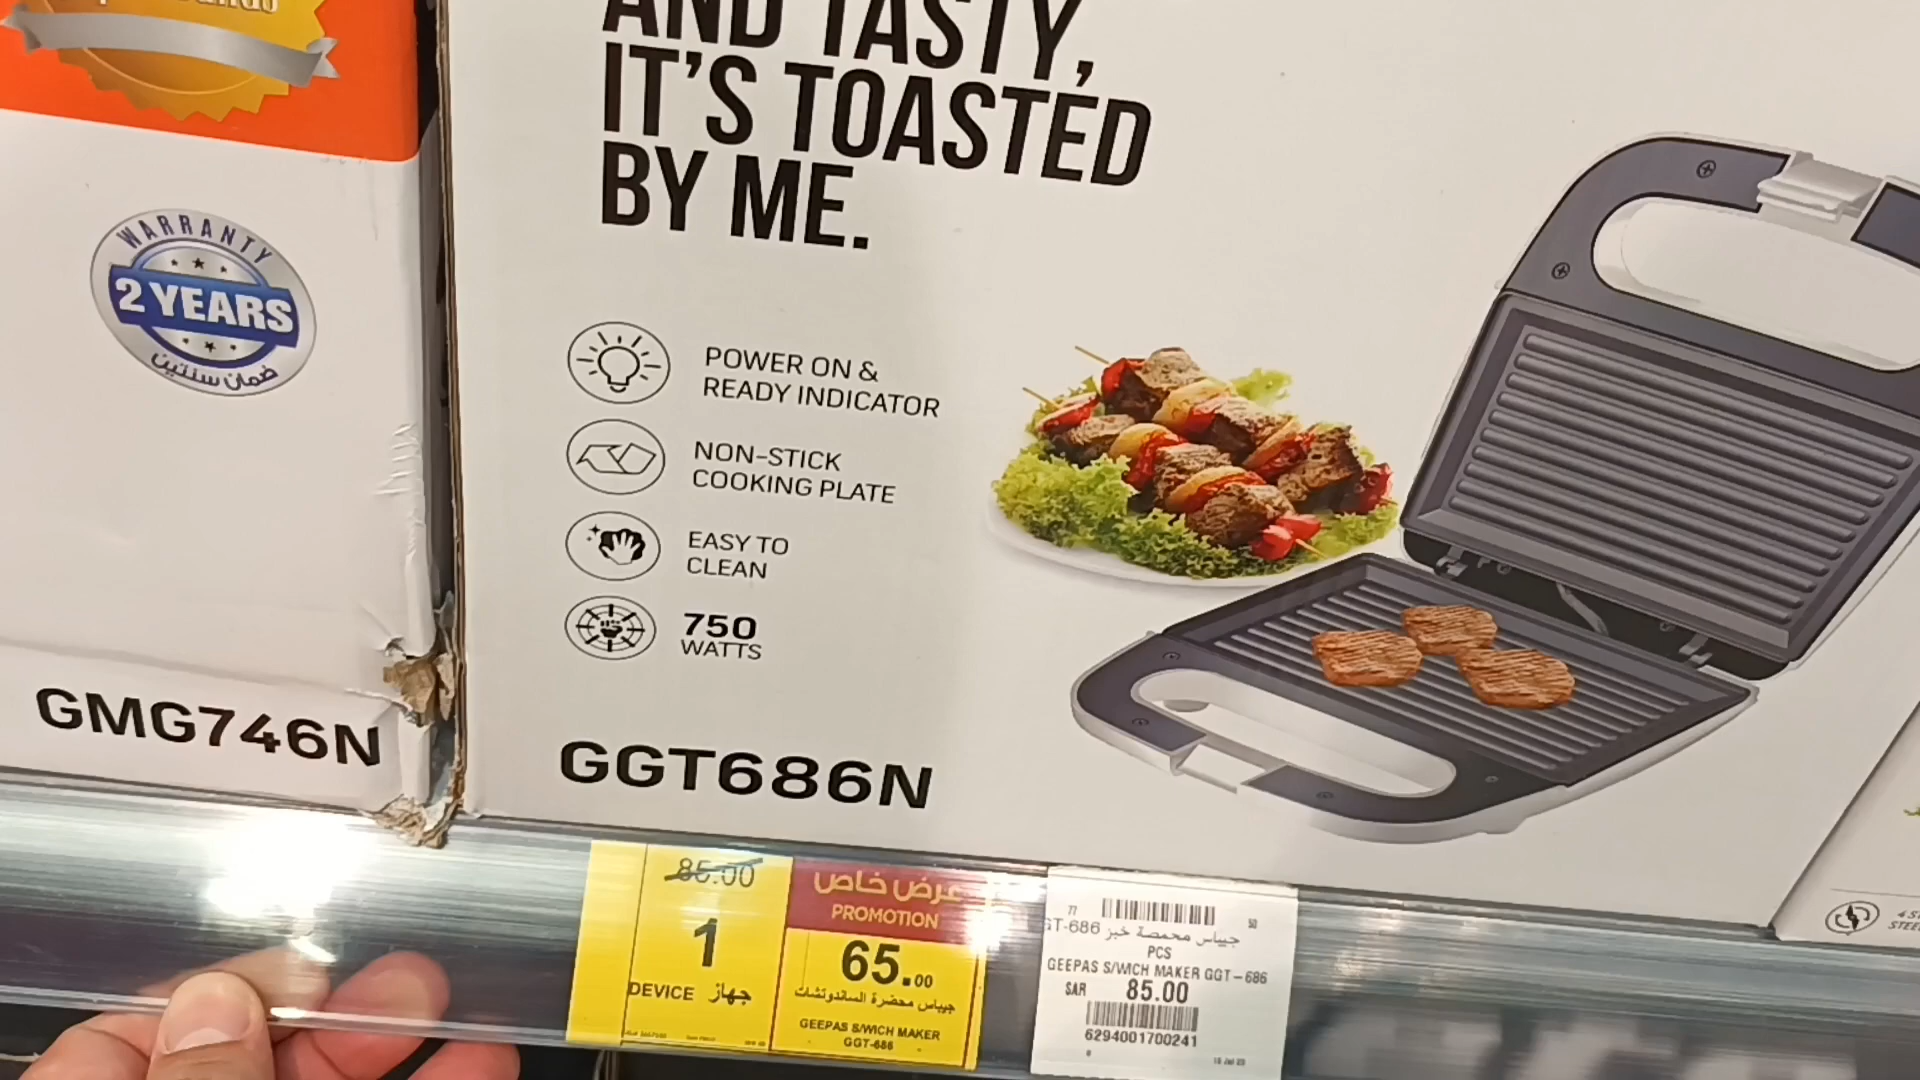 AND TASTY,
IT'S TOASTED
BY ME.
WARRANTY
2 YEARS
ضمان سنتين
POWER ON &
READY INDICATOR
NON-STICK
COOKING PLATE
EASY TO
CLEAN
750
WATTS
GMG746N
GGT686N
85.00
1
DEVICE جهاز
عرض خاص
PROMOTION
65.00
جيباس محضرة الساندوتشات
GEEPAS S/WICH MAKER
GGT-686
77
50
جيباس محمصة خبز GT-686
PCS
GEEPAS S/WICH MAKER GGT-686
SAR 85.00
6294001700241